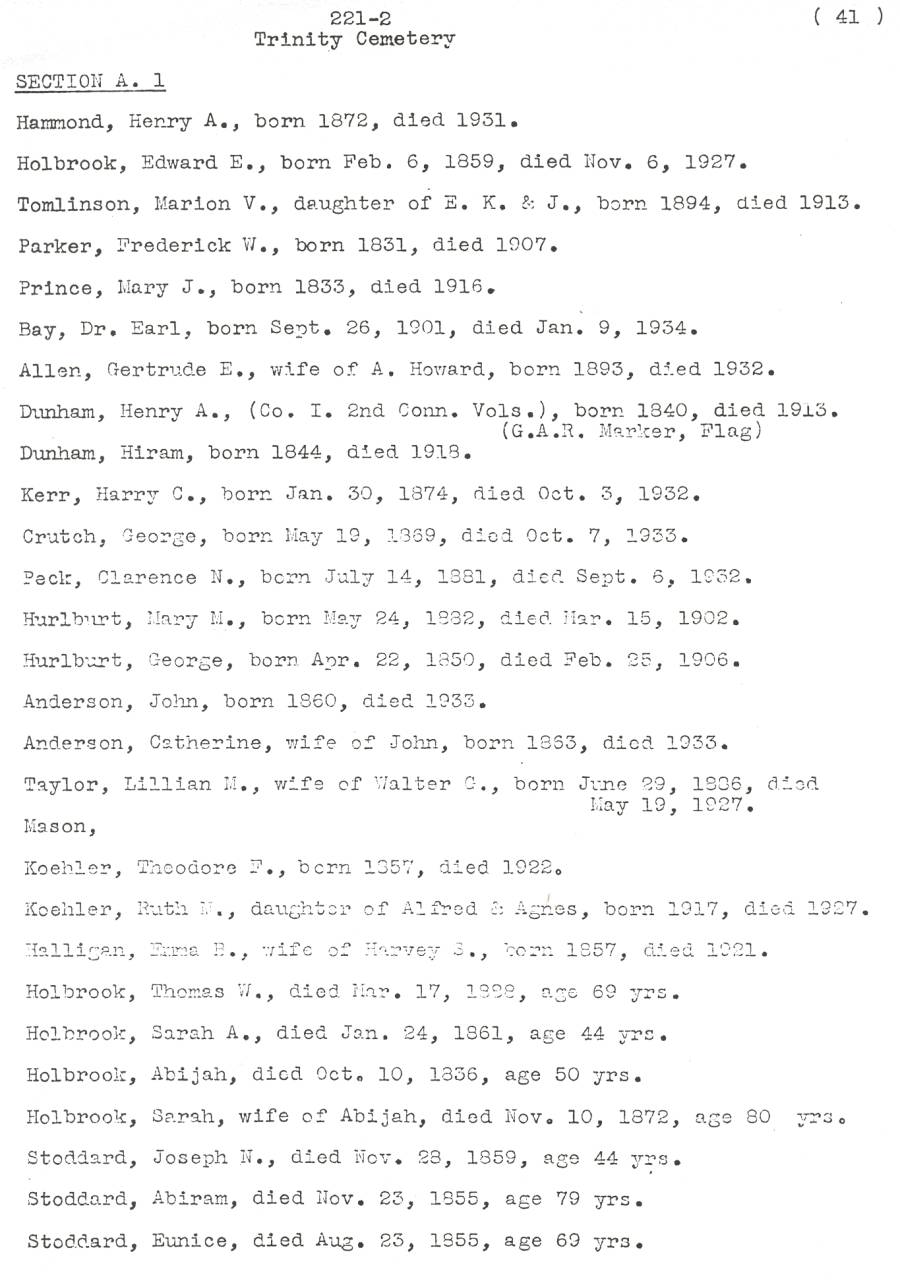 221-2 ( 41 )
Trinity Cemetery
SECTION A. 1
Hammond, Henry A., born 1872, died 1931.
Holbrook, Edward E., born Feb. 6, 1859, died Nov. 6, 1927.
Tomlinson, Marion V., daughter of E. K. & J., born 1894, died 1913.
Parker, Frederick W., born 1831, died 1907.
Prince, Mary J., born 1833, died 1916.
Bay, Dr. Earl, born Sept. 26, 1901, died Jan. 9, 1934.
Allen, Gertrude E., wife of A. Howard, born 1893, died 1932.
Dunham, Henry A., (Co. I. 2nd Conn. Vols.), born 1840, died 1913.
(G.A.R. Marker, Flag)
Dunham, Hiram, born 1844, died 1918.
Kerr, Harry C., born Jan. 30, 1874, died Oct. 3, 1932.
Crutch, George, born May 19, 1869, died Oct. 7, 1933.
Peck, Clarence N., born July 14, 1881, died Sept. 6, 1932.
Hurlburt, Mary M., born May 24, 1882, died Mar. 15, 1902.
Hurlburt, George, born Apr. 22, 1850, died Feb. 25, 1906.
Anderson, John, born 1860, died 1933.
Anderson, Catherine, wife of John, born 1863, died 1933.
Taylor, Lillian M., wife of Walter G., born June 29, 1886, died
May 19, 1927.
Mason,
Koehler, Theodore F., born 1857, died 1922.
Koehler, Ruth M., daughter of Alfred & Agnes, born 1917, died 1927.
Halligan, Emma B., wife of Harvey S., born 1857, died 1921.
Holbrook, Thomas W., died Mar. 17, age 69 yrs.
Holbrook, Sarah A., died Jan. 24, 1861, age 44 yrs.
Holbrook, Abijah, died Oct. 10, 1836, age 50 yrs.
Holbrook, Sarah, wife of Abijah, died Nov. 10, 1872, age 80 yrs.
Stoddard, Joseph N., died Nov. 28, 1859, age 44 yrs.
Stoddard, Abiram, died Nov. 23, 1855, age 79 yrs.
Stoddard, Eunice, died Aug. 23, 1855, age 69 yrs.